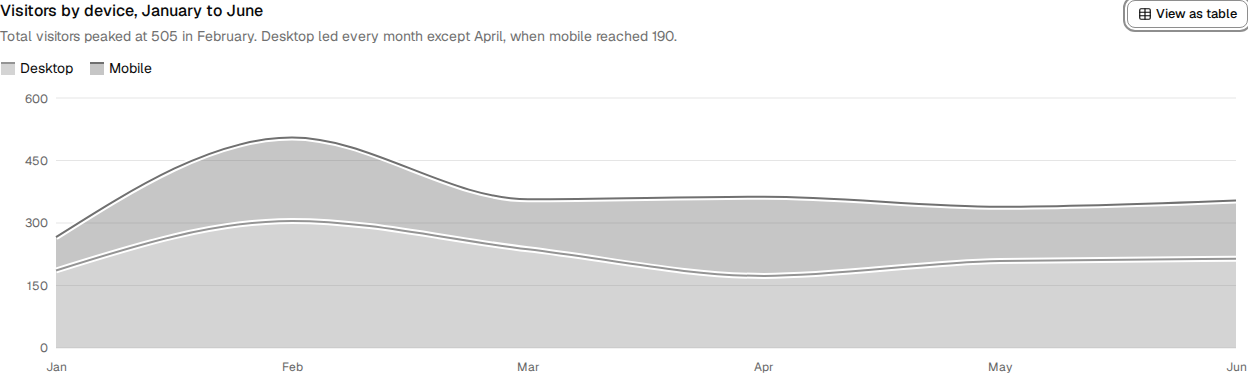 Visitors by device, January to June
View as table
Total visitors peaked at 505 in February. Desktop led every month except April, when mobile reached 190.
Desktop Mobile
600
450
300
150
0
Jan Feb Mar Apr May Jun